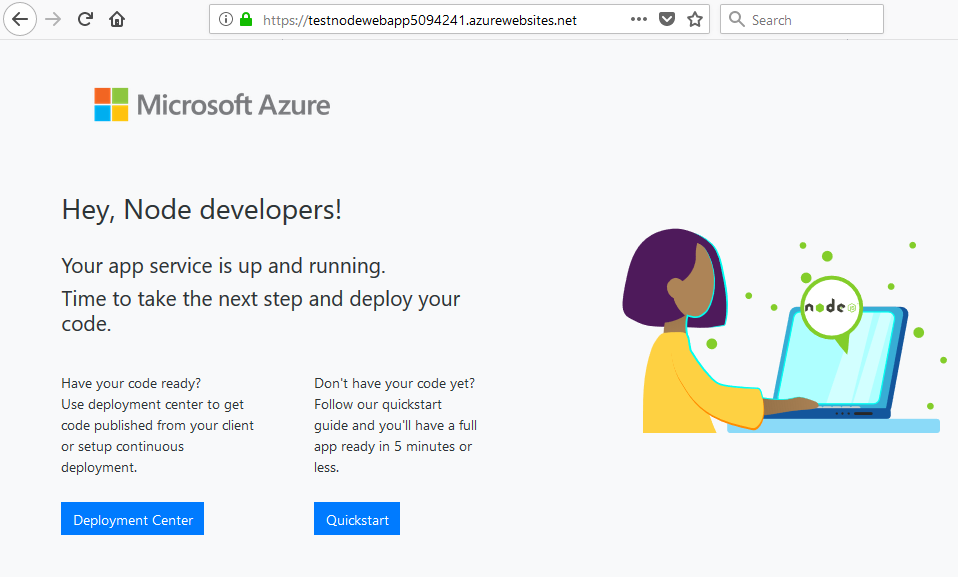 https://testnodewebapp5094241.azurewebsites.net
Search
Microsoft Azure
Hey, Node developers!
Your app service is up and running.
Time to take the next step and deploy your
code.
Have your code ready?
Use deployment center to get
code published from your client
or setup continuous
deployment.
Deployment Center
Don't have your code yet?
Follow our quickstart
guide and you'll have a full
app ready in 5 minutes or
less.
Quickstart
node